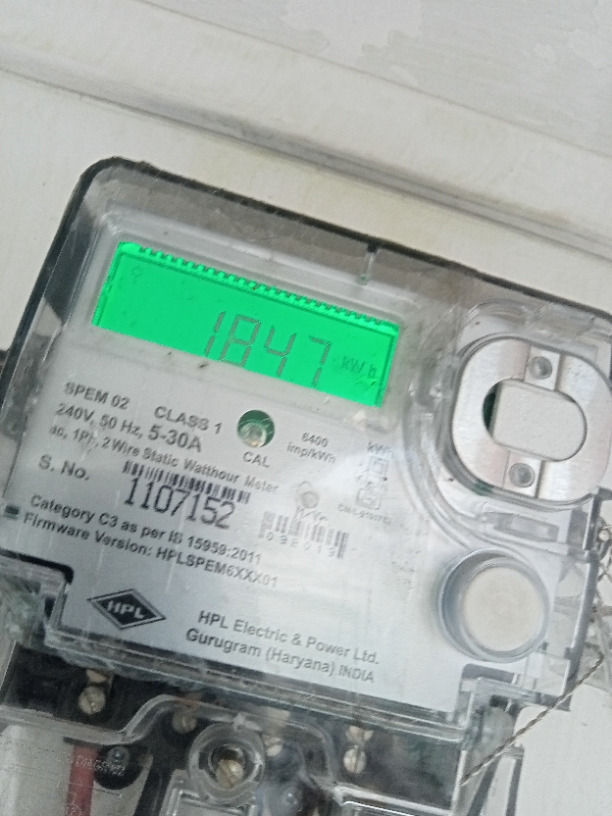 1847 kWh
SPEM 02 CLASS 1
240V, 50 Hz, 5-30A
ac, 1P, 2 Wire Static Watthour Meter
CAL
6400
imp/kWh
kWh
S. No.
1107152
Category C3 as per IS 15959:2011
Firmware Version: HPLSPEM6XXX01
HPL
HPL Electric & Power Ltd.
Gurugram (Haryana) INDIA